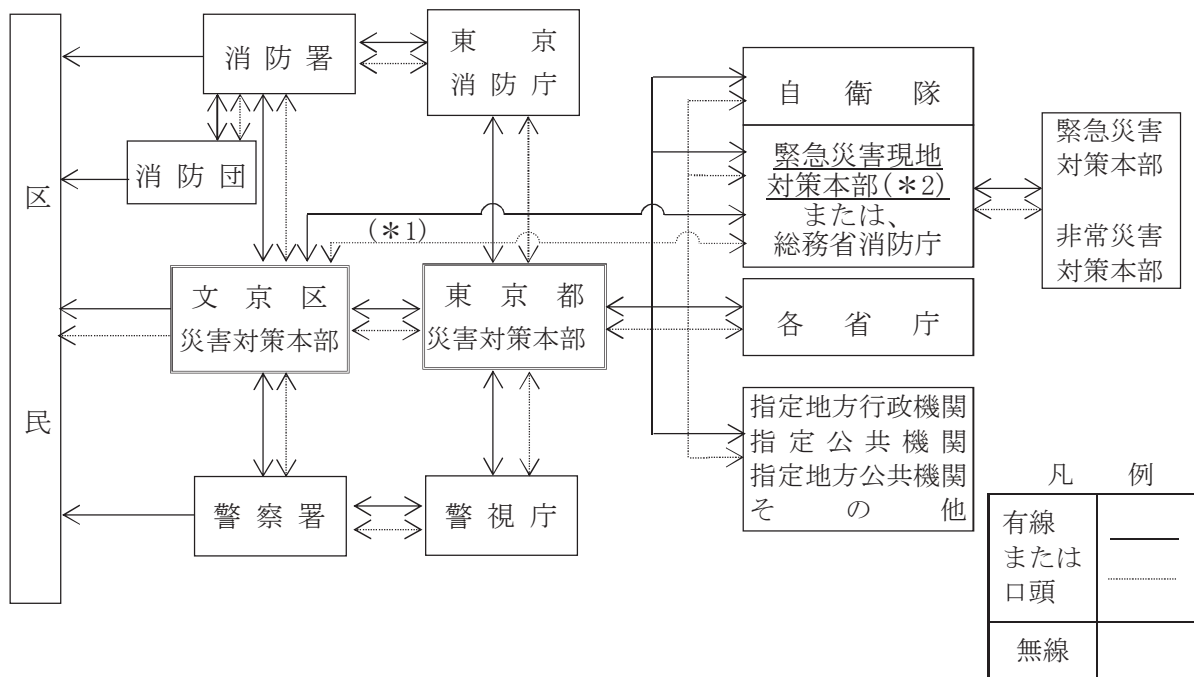 区
民
消防署
消防団
東京
消防庁
(*1)
文京区
災害対策本部
東京都
災害対策本部
警察署
警視庁
自衛隊
緊急災害現地
対策本部(*2)
または、
総務省消防庁
緊急災害
対策本部
非常災害
対策本部
各省庁
指定地方行政機関
指定公共機関
指定地方公共機関
その他
凡例
有線
または
口頭
無線